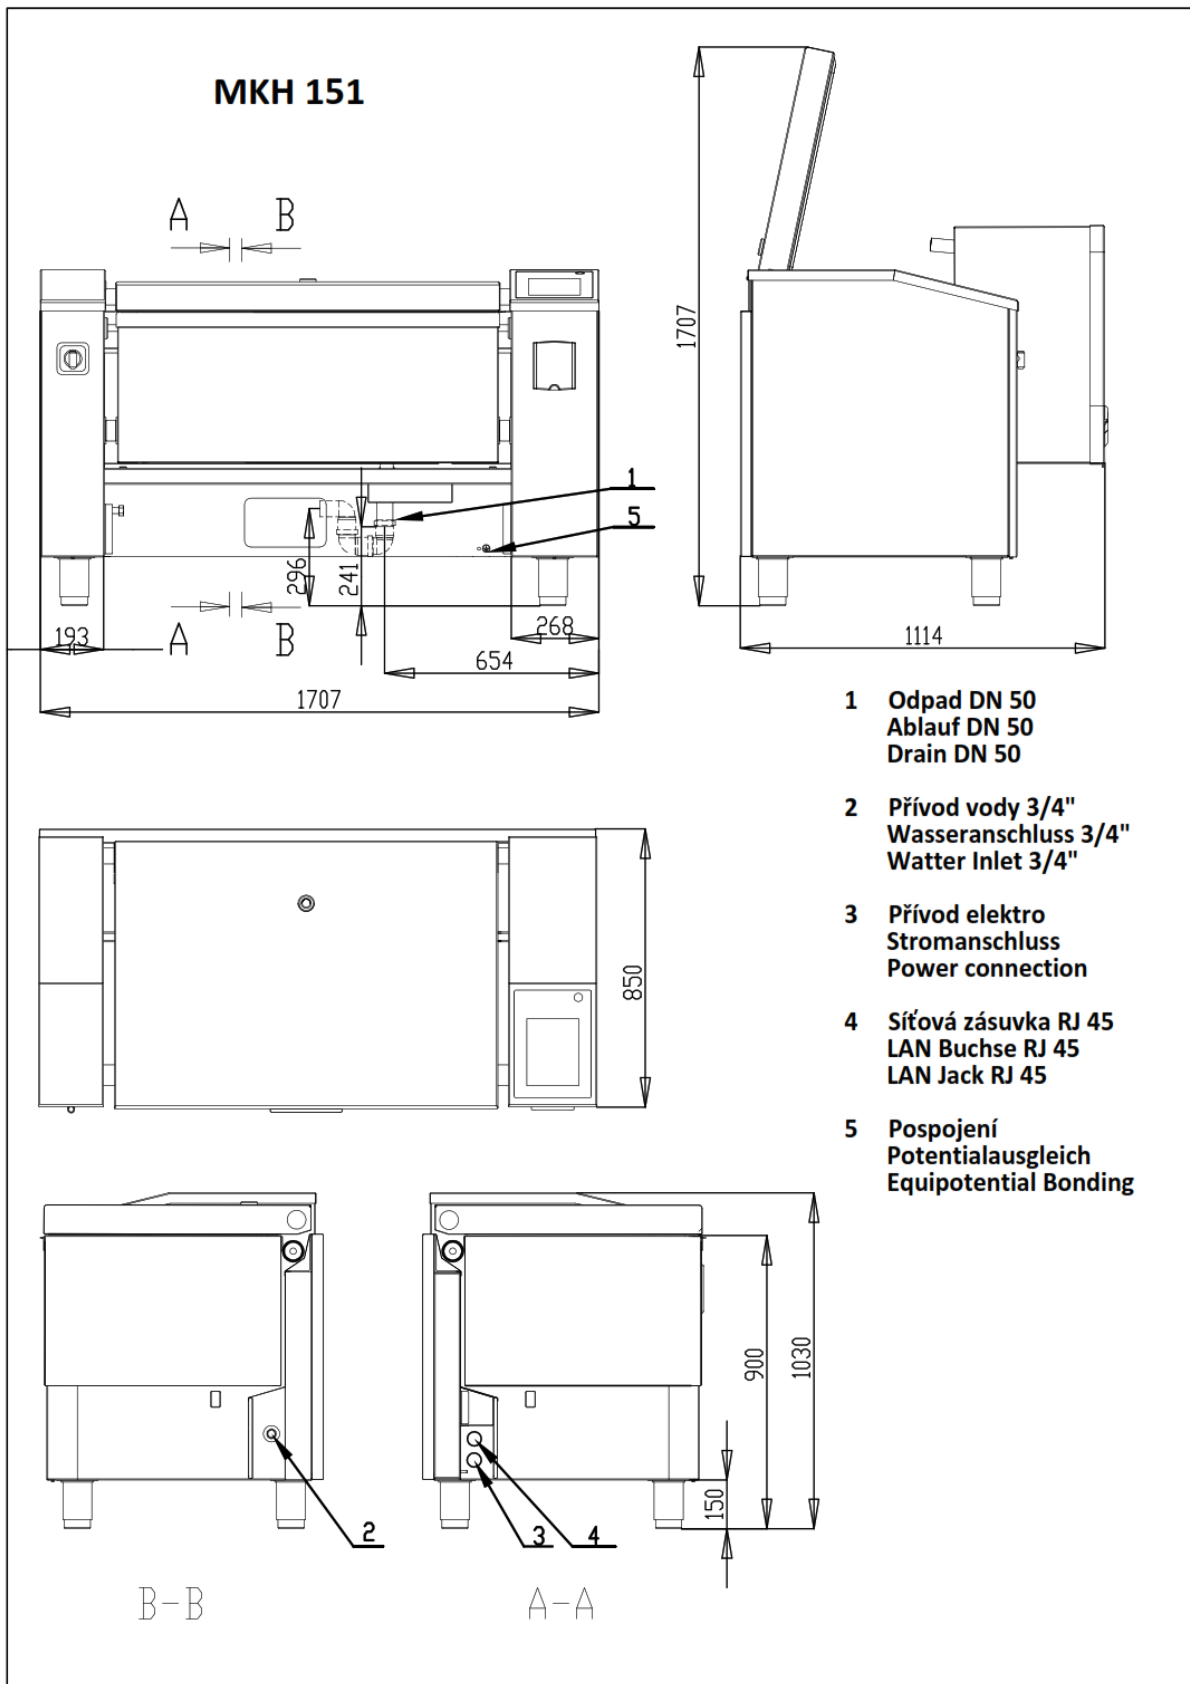 MKH 151
A B
1707
1
5
296
241
193
A
B
268
654
1707
1114
1 Odpad DN 50
Ablauf DN 50
Drain DN 50
2 Přívod vody 3/4"
Wasseranschluss 3/4"
Watter Inlet 3/4"
3 Přívod elektro
Stromanschluss
Power connection
4 Síťová zásuvka RJ 45
LAN Buchse RJ 45
LAN Jack RJ 45
5 Pospojení
Potentialausgleich
Equipotential Bonding
850
900
1030
150
2
3
4
B-B
A-A